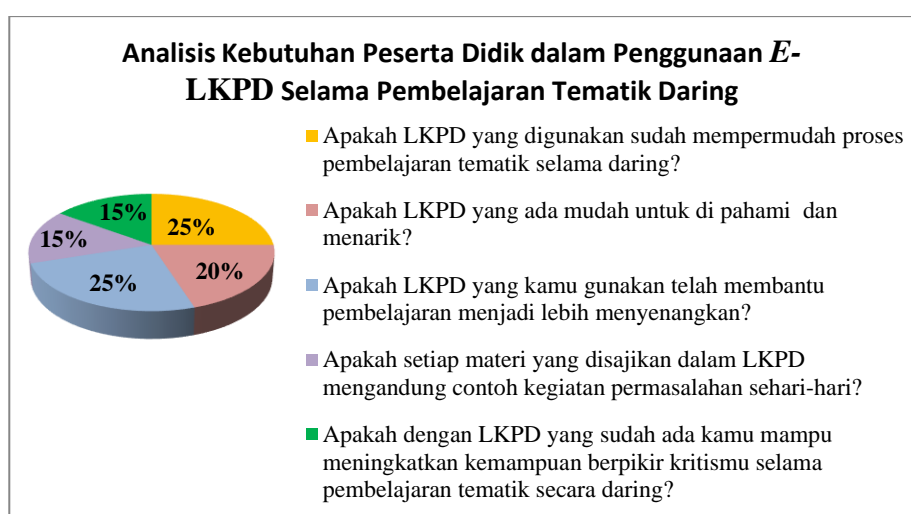 Analisis Kebutuhan Peserta Didik dalam Penggunaan E-
LKPD Selama Pembelajaran Tematik Daring
Apakah LKPD yang digunakan sudah mempermudah proses
pembelajaran tematik selama daring?
Apakah LKPD yang ada mudah untuk di pahami dan
menarik?
Apakah LKPD yang kamu gunakan telah membantu
pembelajaran menjadi lebih menyenangkan?
Apakah setiap materi yang disajikan dalam LKPD
mengandung contoh kegiatan permasalahan sehari-hari?
Apakah dengan LKPD yang sudah ada kamu mampu
meningkatkan kemampuan berpikir kritismu selama
pembelajaran tematik secara daring?
15%
25%
15%
20%
25%